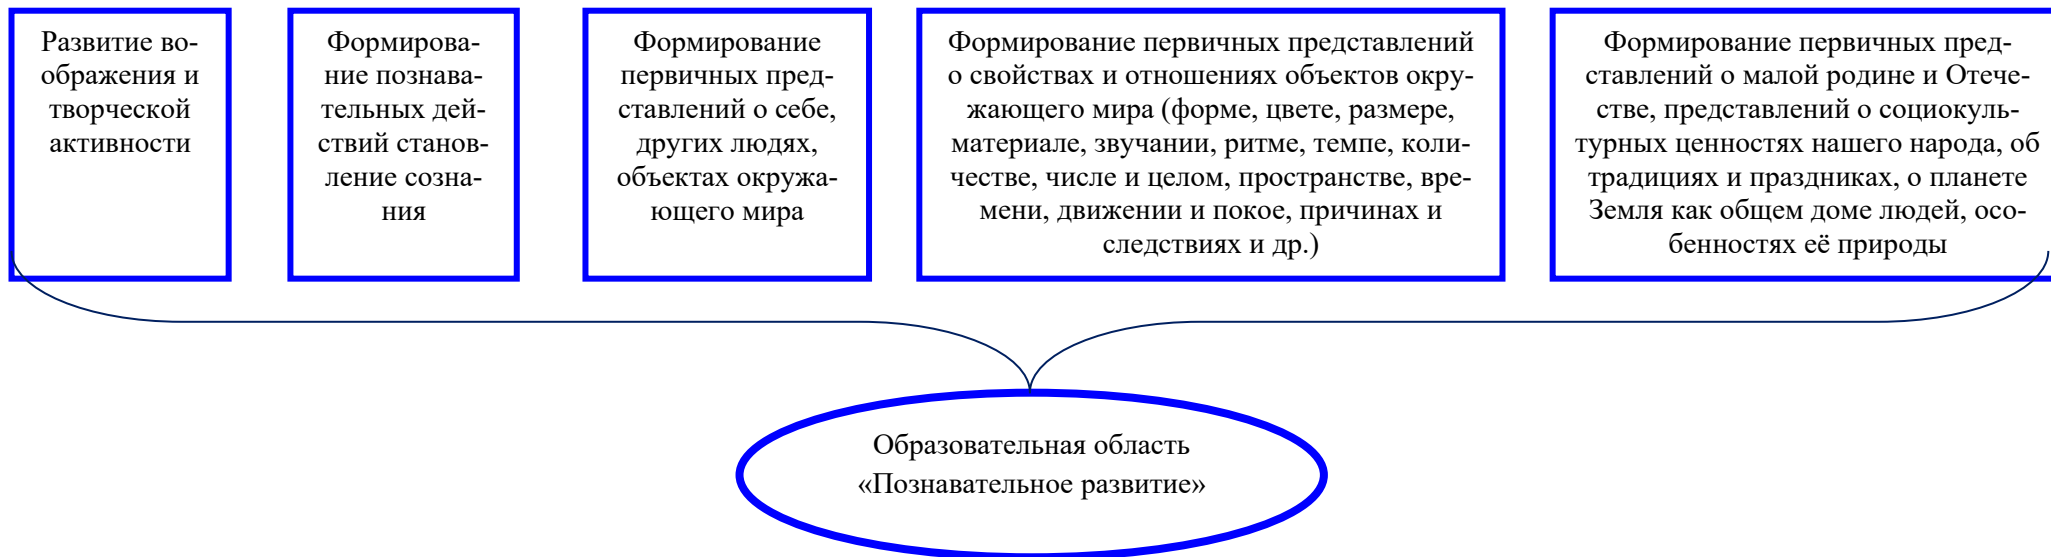 Развитие во-
ображения и
творческой
активности
Формирова-
ние познава-
тельных дей-
ствий станов-
ление созна-
ния
Формирование
первичных пред-
ставлений о себе,
других людях,
объектах окружа-
ющего мира
Формирование первичных представлений
о свойствах и отношениях объектов окру-
жающего мира (форме, цвете, размере,
материале, звучании, ритме, темпе, коли-
честве, числе и целом, пространстве, вре-
мени, движении и покое, причинах и
следствиях и др.)
Формирование первичных пред-
ставлений о малой родине и Отече-
стве, представлений о социокуль-
турных ценностях нашего народа, об
традициях и праздниках, о планете
Земля как общем доме людей, осо-
бенностях её природы
Образовательная область
«Познавательное развитие»